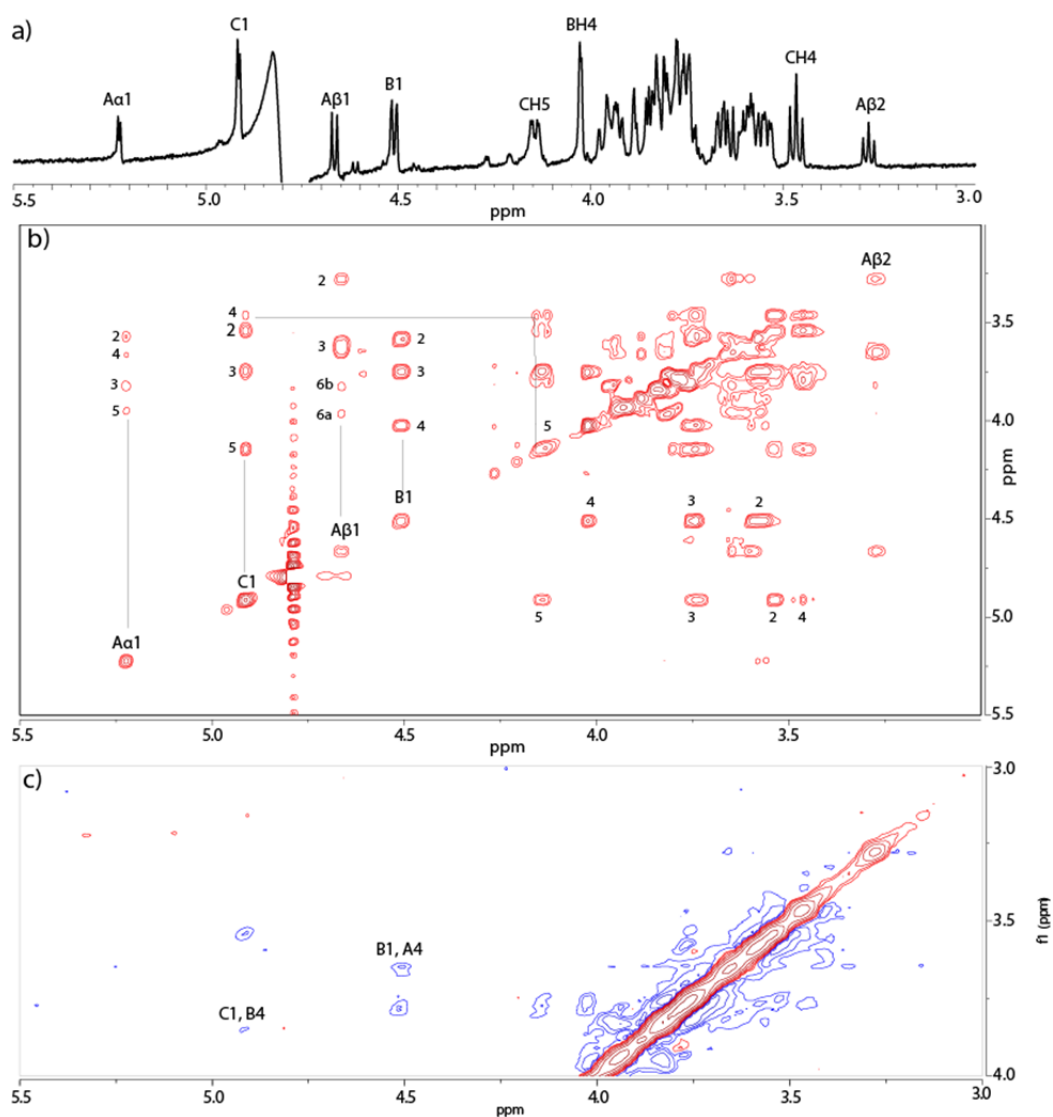 a)
C1
BH4
CH4
B1
Aα1
Aβ1
CH5
Aβ2
5.5 5.0 4.5 4.0 3.5 3.0
ppm
b)
Aβ2
2
4
3.5
2 2 2
4 3
3 3 3
6b
5 6a 4
4.0
5 5
ppm
B1 4 3 2
4.5
Aβ1
C1
5 3 2 4
5.0
Aα1
5.5
5.5 5.0 4.5 4.0 3.5
ppm
c)
3.0
B1, A4
3.5
f1 (ppm)
C1, B4
4.0
5.5 5.0 4.5 4.0 3.5 3.0
ppm